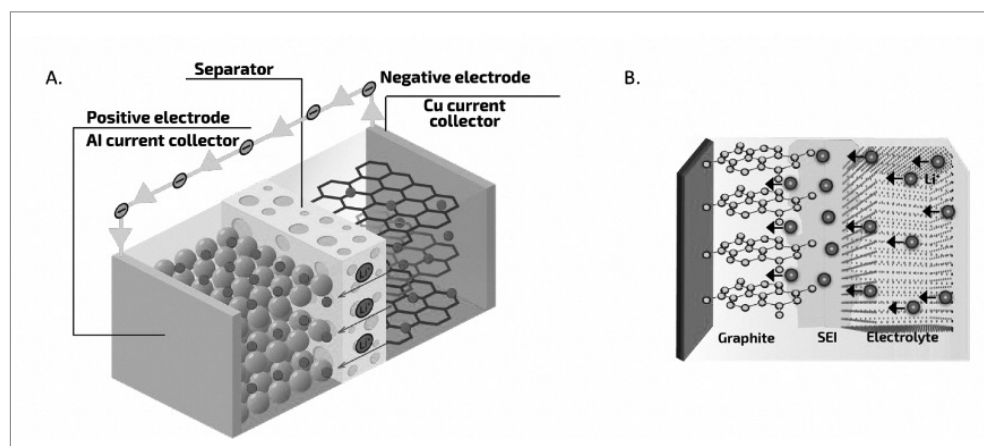 A.
Separator
Negative electrode
Cu current
collector
Positive electrode
Al current collector
Li⁺
Li⁺
Li⁺
B.
Li⁺
Graphite
SEI
Electrolyte